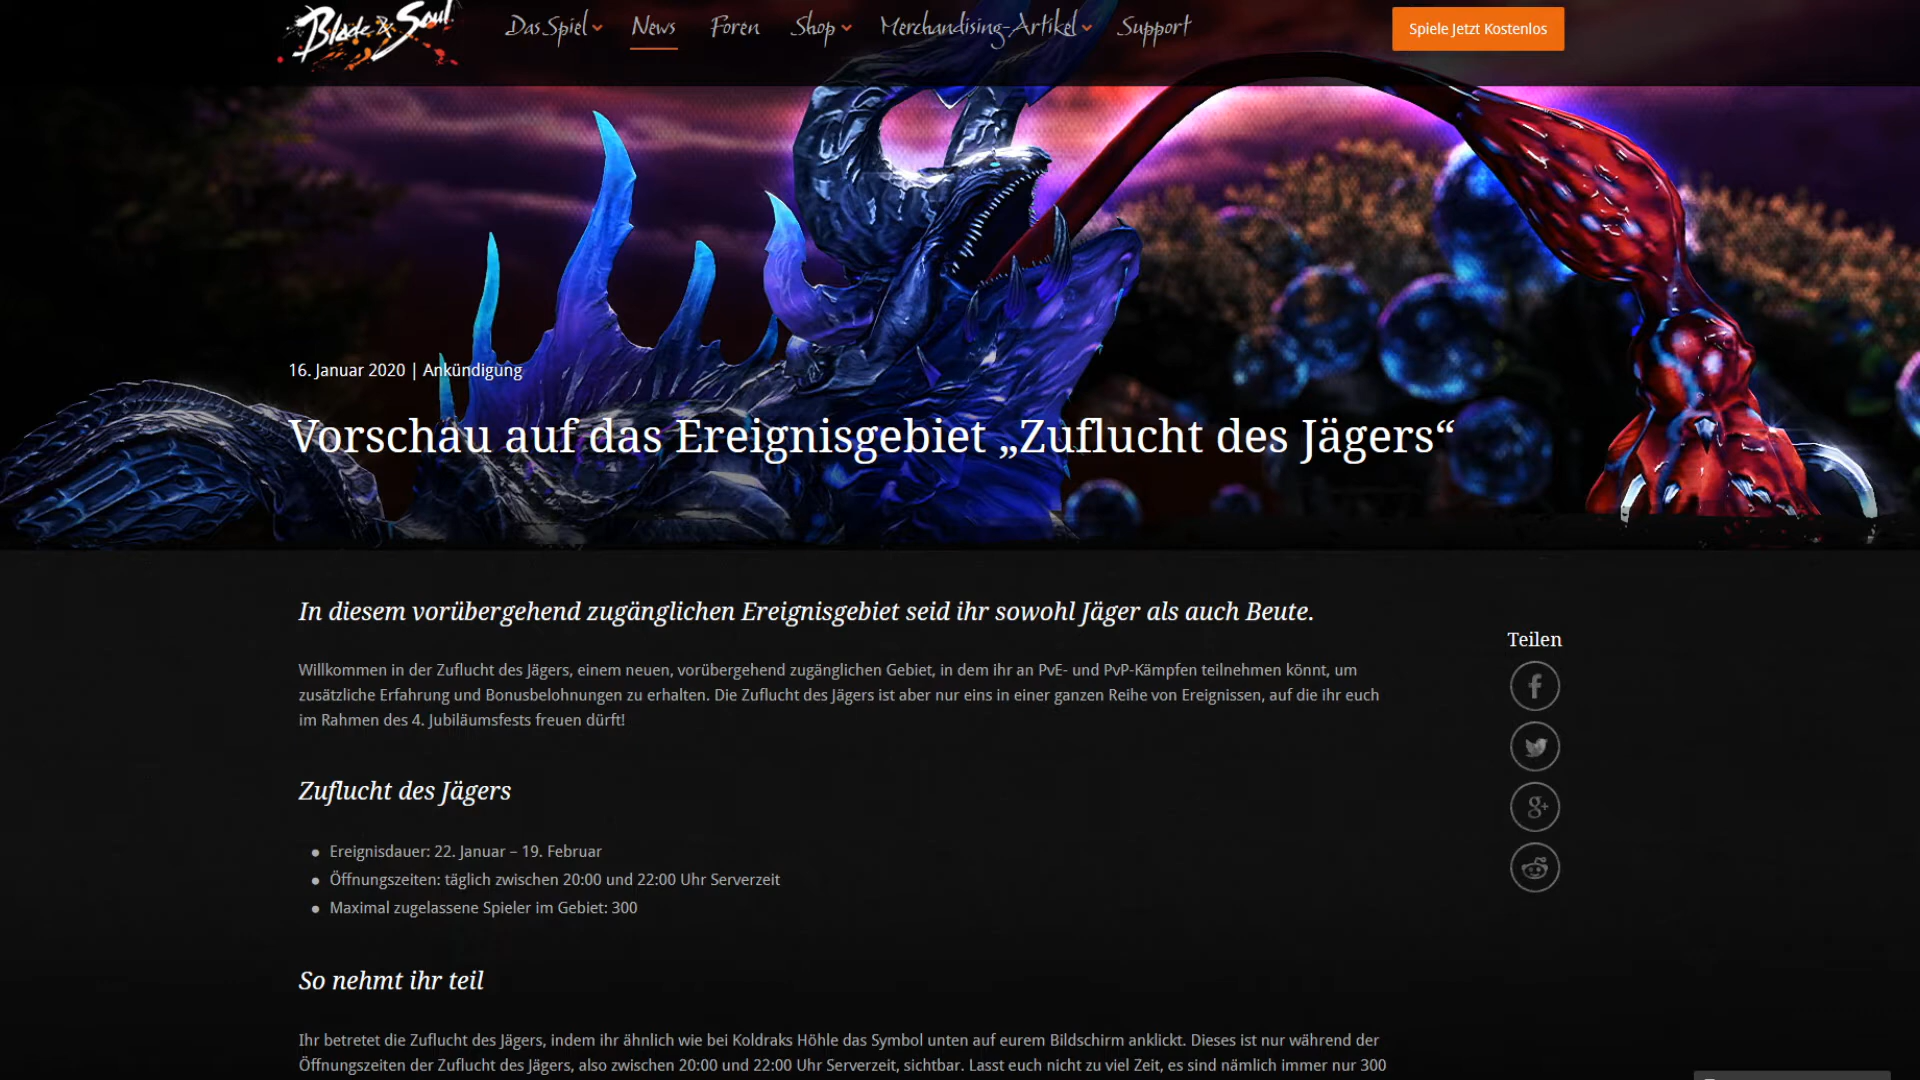 Blade & Soul
Das Spiel News Foren Shop Merchandising-Artikel Support
Spiele Jetzt Kostenlos
16. Januar 2020 | Ankündigung
Vorschau auf das Ereignisgebiet „Zuflucht des Jägers“
In diesem vorübergehend zugänglichen Ereignisgebiet seid ihr sowohl Jäger als auch Beute.
Teilen
Willkommen in der Zuflucht des Jägers, einem neuen, vorübergehend zugänglichen Gebiet, in dem ihr an PvE- und PvP-Kämpfen teilnehmen könnt, um
zusätzliche Erfahrung und Bonusbelohnungen zu erhalten. Die Zuflucht des Jägers ist aber nur eins in einer ganzen Reihe von Ereignissen, auf die ihr euch
im Rahmen des 4. Jubiläumsfests freuen dürft!
Zuflucht des Jägers
Ereignisdauer: 22. Januar – 19. Februar
Öffnungszeiten: täglich zwischen 20:00 und 22:00 Uhr Serverzeit
Maximal zugelassene Spieler im Gebiet: 300
So nehmt ihr teil
Ihr betretet die Zuflucht des Jägers, indem ihr ähnlich wie bei Koldraks Höhle das Symbol unten auf eurem Bildschirm anklickt. Dieses ist nur während der
Öffnungszeiten der Zuflucht des Jägers, also zwischen 20:00 und 22:00 Uhr Serverzeit, sichtbar. Lasst euch nicht zu viel Zeit, es sind nämlich immer nur 300